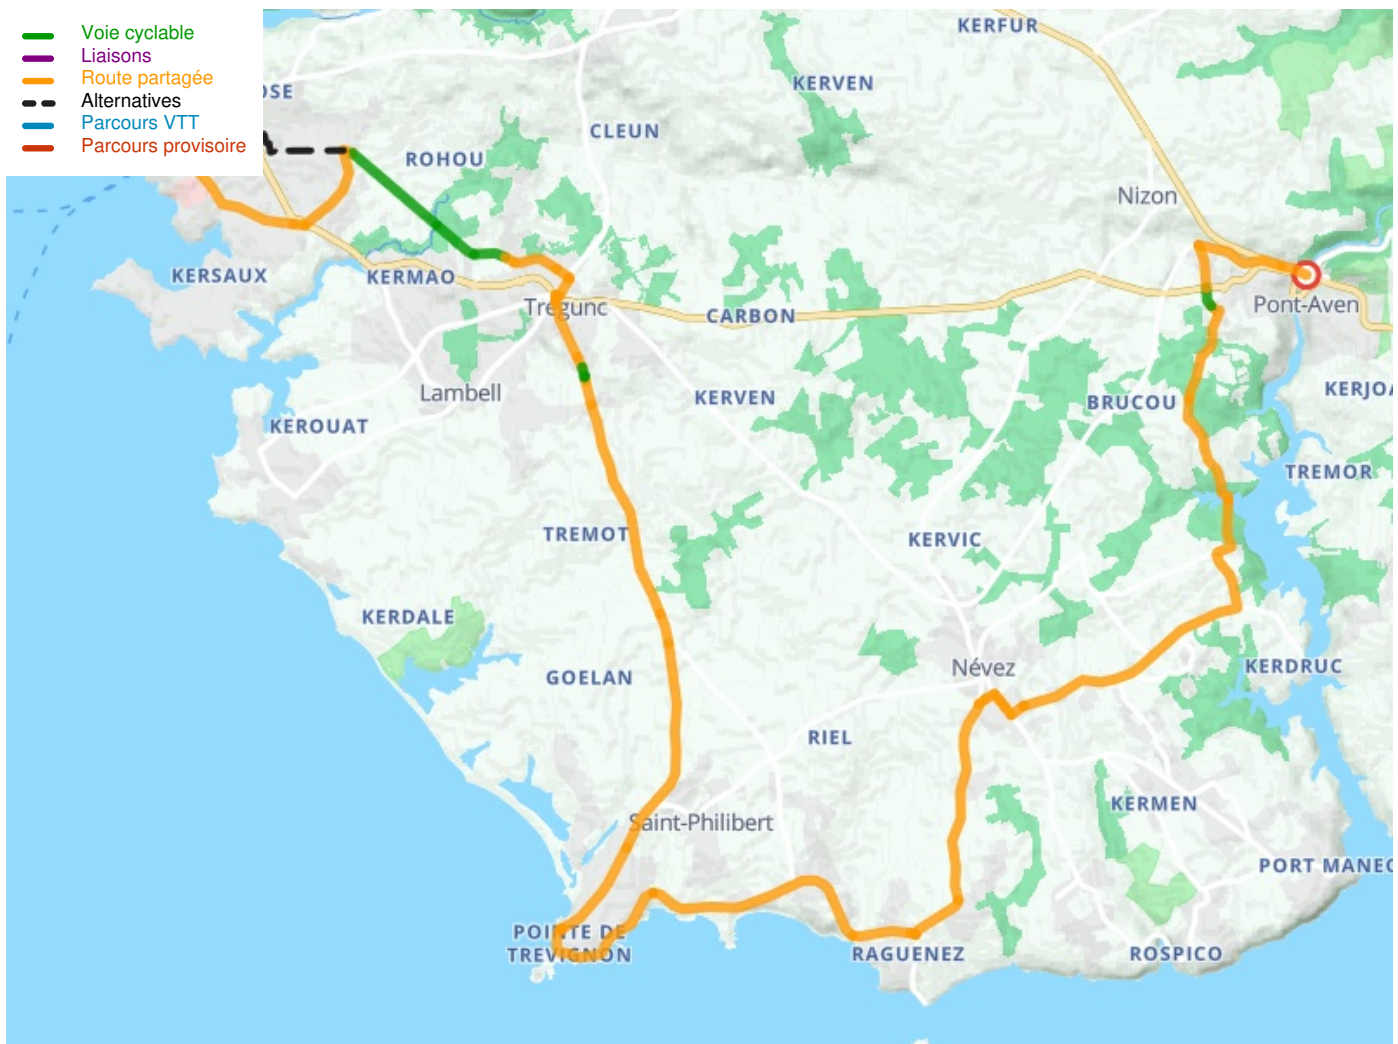 Voie cyclable
Liaisons
Route partagée
Alternatives
Parcours VTT
Parcours provisoire
KERFUR
OSE
KERVEN
CLEUN
ROHOU
Nizon
KERSAUX
KERMAO
Trégunc
CARBON
Pont-Aven
Lambell
KERVEN
BRUCOU
KERJOA
KEROUAT
TREMOR
TREMOT
KERVIC
KERDALE
GOELAN
Névez
KERDRUC
RIEL
KERMEN
Saint-Philibert
PORT MANEC
POINTE DE
TREVIGNON
RAGUENEZ
ROSPICO